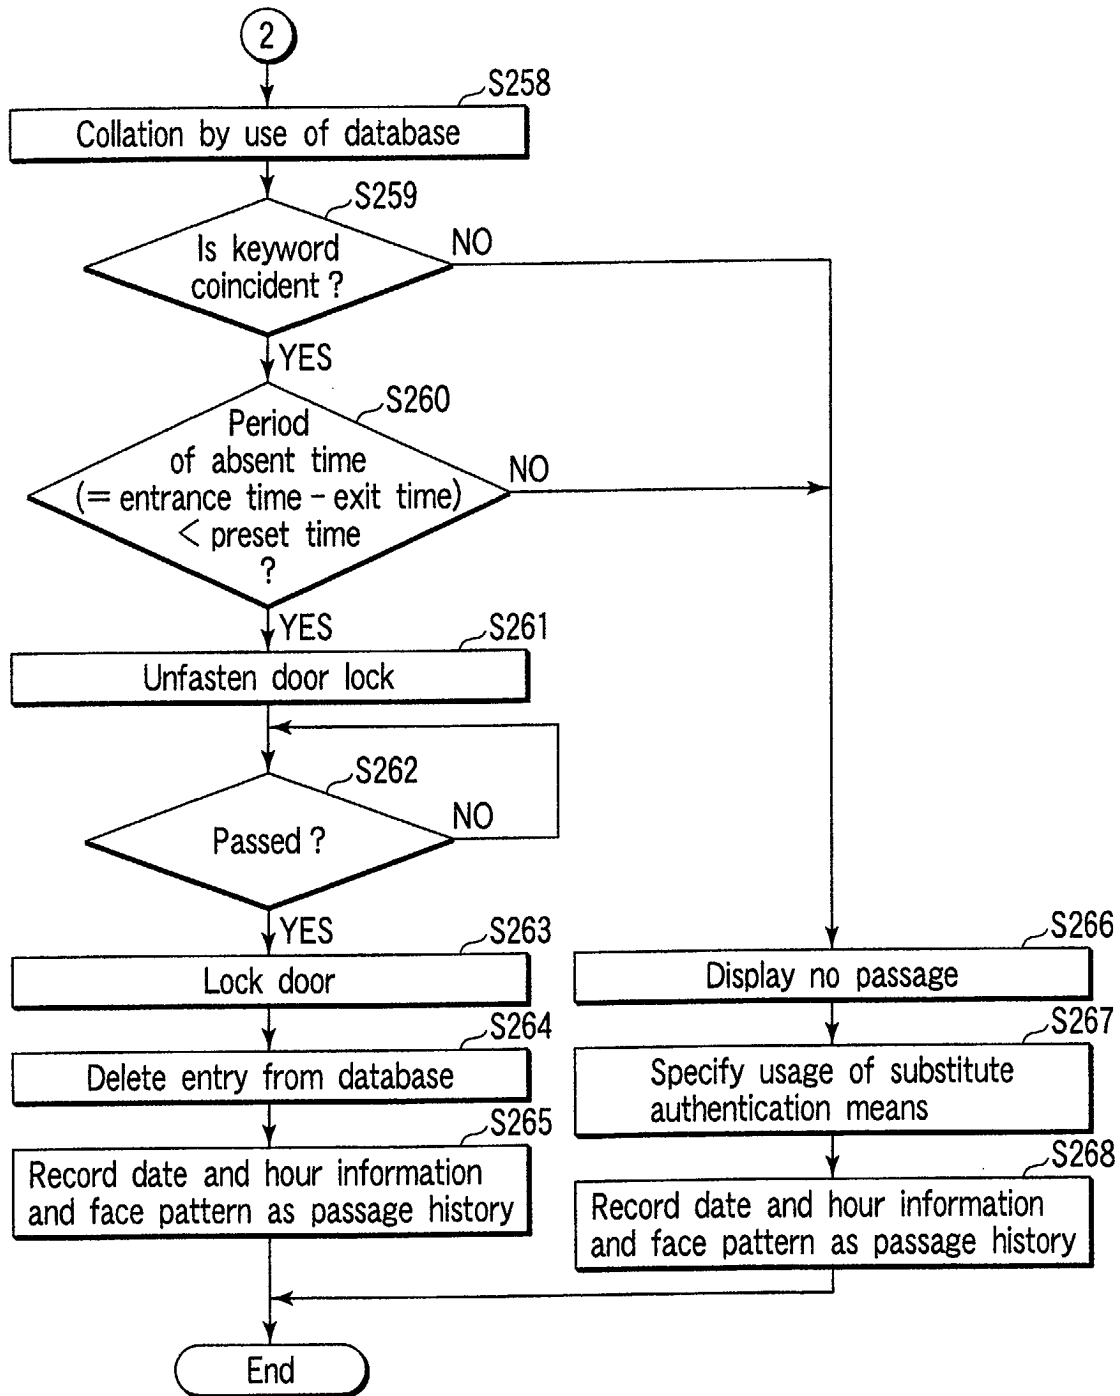 2
S258
Collation by use of database
S259
Is keyword
coincident ?
NO
YES
S260
Period
of absent time
(= entrance time – exit time)
< preset time
?
NO
YES
S261
Unfasten door lock
S262
Passed ?
NO
YES
S263
Lock door
S264
Delete entry from database
S265
Record date and hour information
and face pattern as passage history
S266
Display no passage
S267
Specify usage of substitute
authentication means
S268
Record date and hour information
and face pattern as passage history
End